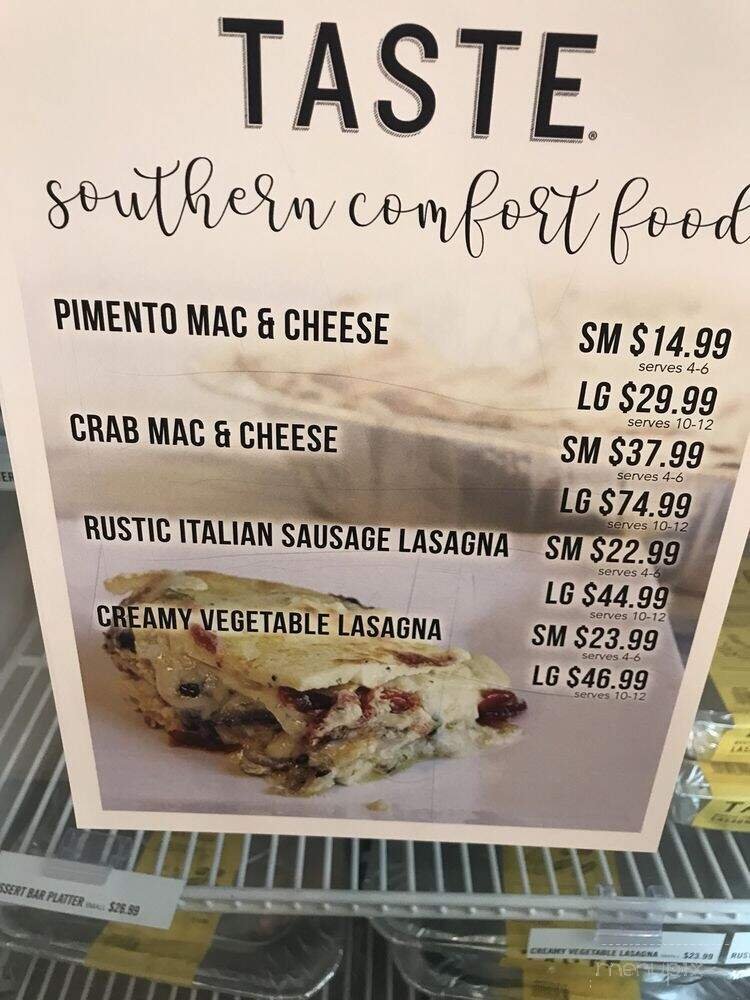 TASTE®
southern comfort food
PIMENTO MAC & CHEESE
SM $14.99
serves 4-6
LG $29.99
serves 10-12
CRAB MAC & CHEESE
SM $37.99
serves 4-6
LG $74.99
serves 10-12
RUSTIC ITALIAN SAUSAGE LASAGNA
SM $22.99
serves 4-6
LG $44.99
serves 10-12
CREAMY VEGETABLE LASAGNA
SM $23.99
serves 4-6
LG $46.99
serves 10-12
SSERT BAR PLATTER SMALL $26.99
CREAMY VEGETABLE LASAGNA $23.99
RUS
menupix